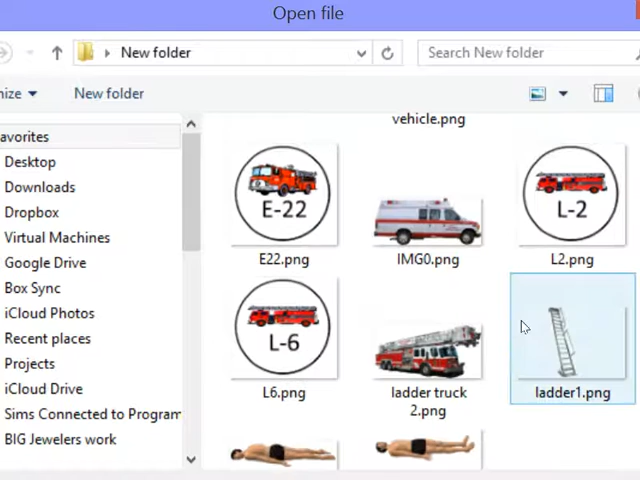 Open file
New folder
Search New folder
nize
New folder
avorites
Desktop
Downloads
Dropbox
Virtual Machines
Google Drive
Box Sync
iCloud Photos
Recent places
Projects
iCloud Drive
Sims Connected to Program
BIG Jewelers work
vehicle.png
E-22
L-2
E22.png
IMG0.png
L2.png
L-6
L6.png
ladder truck
2.png
ladder1.png